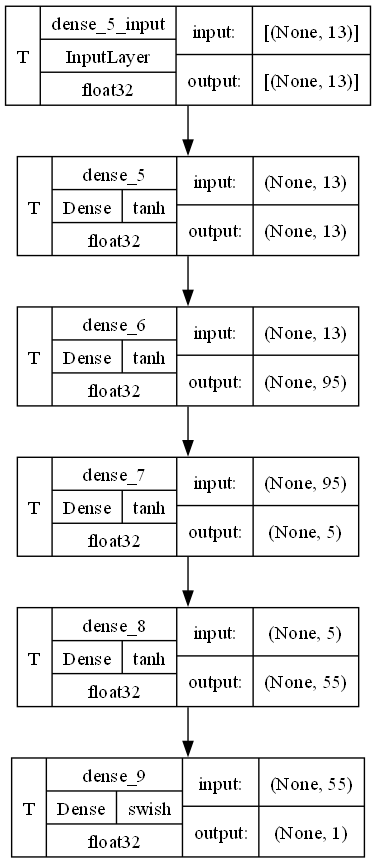 T dense_5_input InputLayer float32 input: [(None, 13)] output: [(None, 13)]
T dense_5 Dense tanh float32 input: (None, 13) output: (None, 13)
T dense_6 Dense tanh float32 input: (None, 13) output: (None, 95)
T dense_7 Dense tanh float32 input: (None, 95) output: (None, 5)
T dense_8 Dense tanh float32 input: (None, 5) output: (None, 55)
T dense_9 Dense swish float32 input: (None, 55) output: (None, 1)